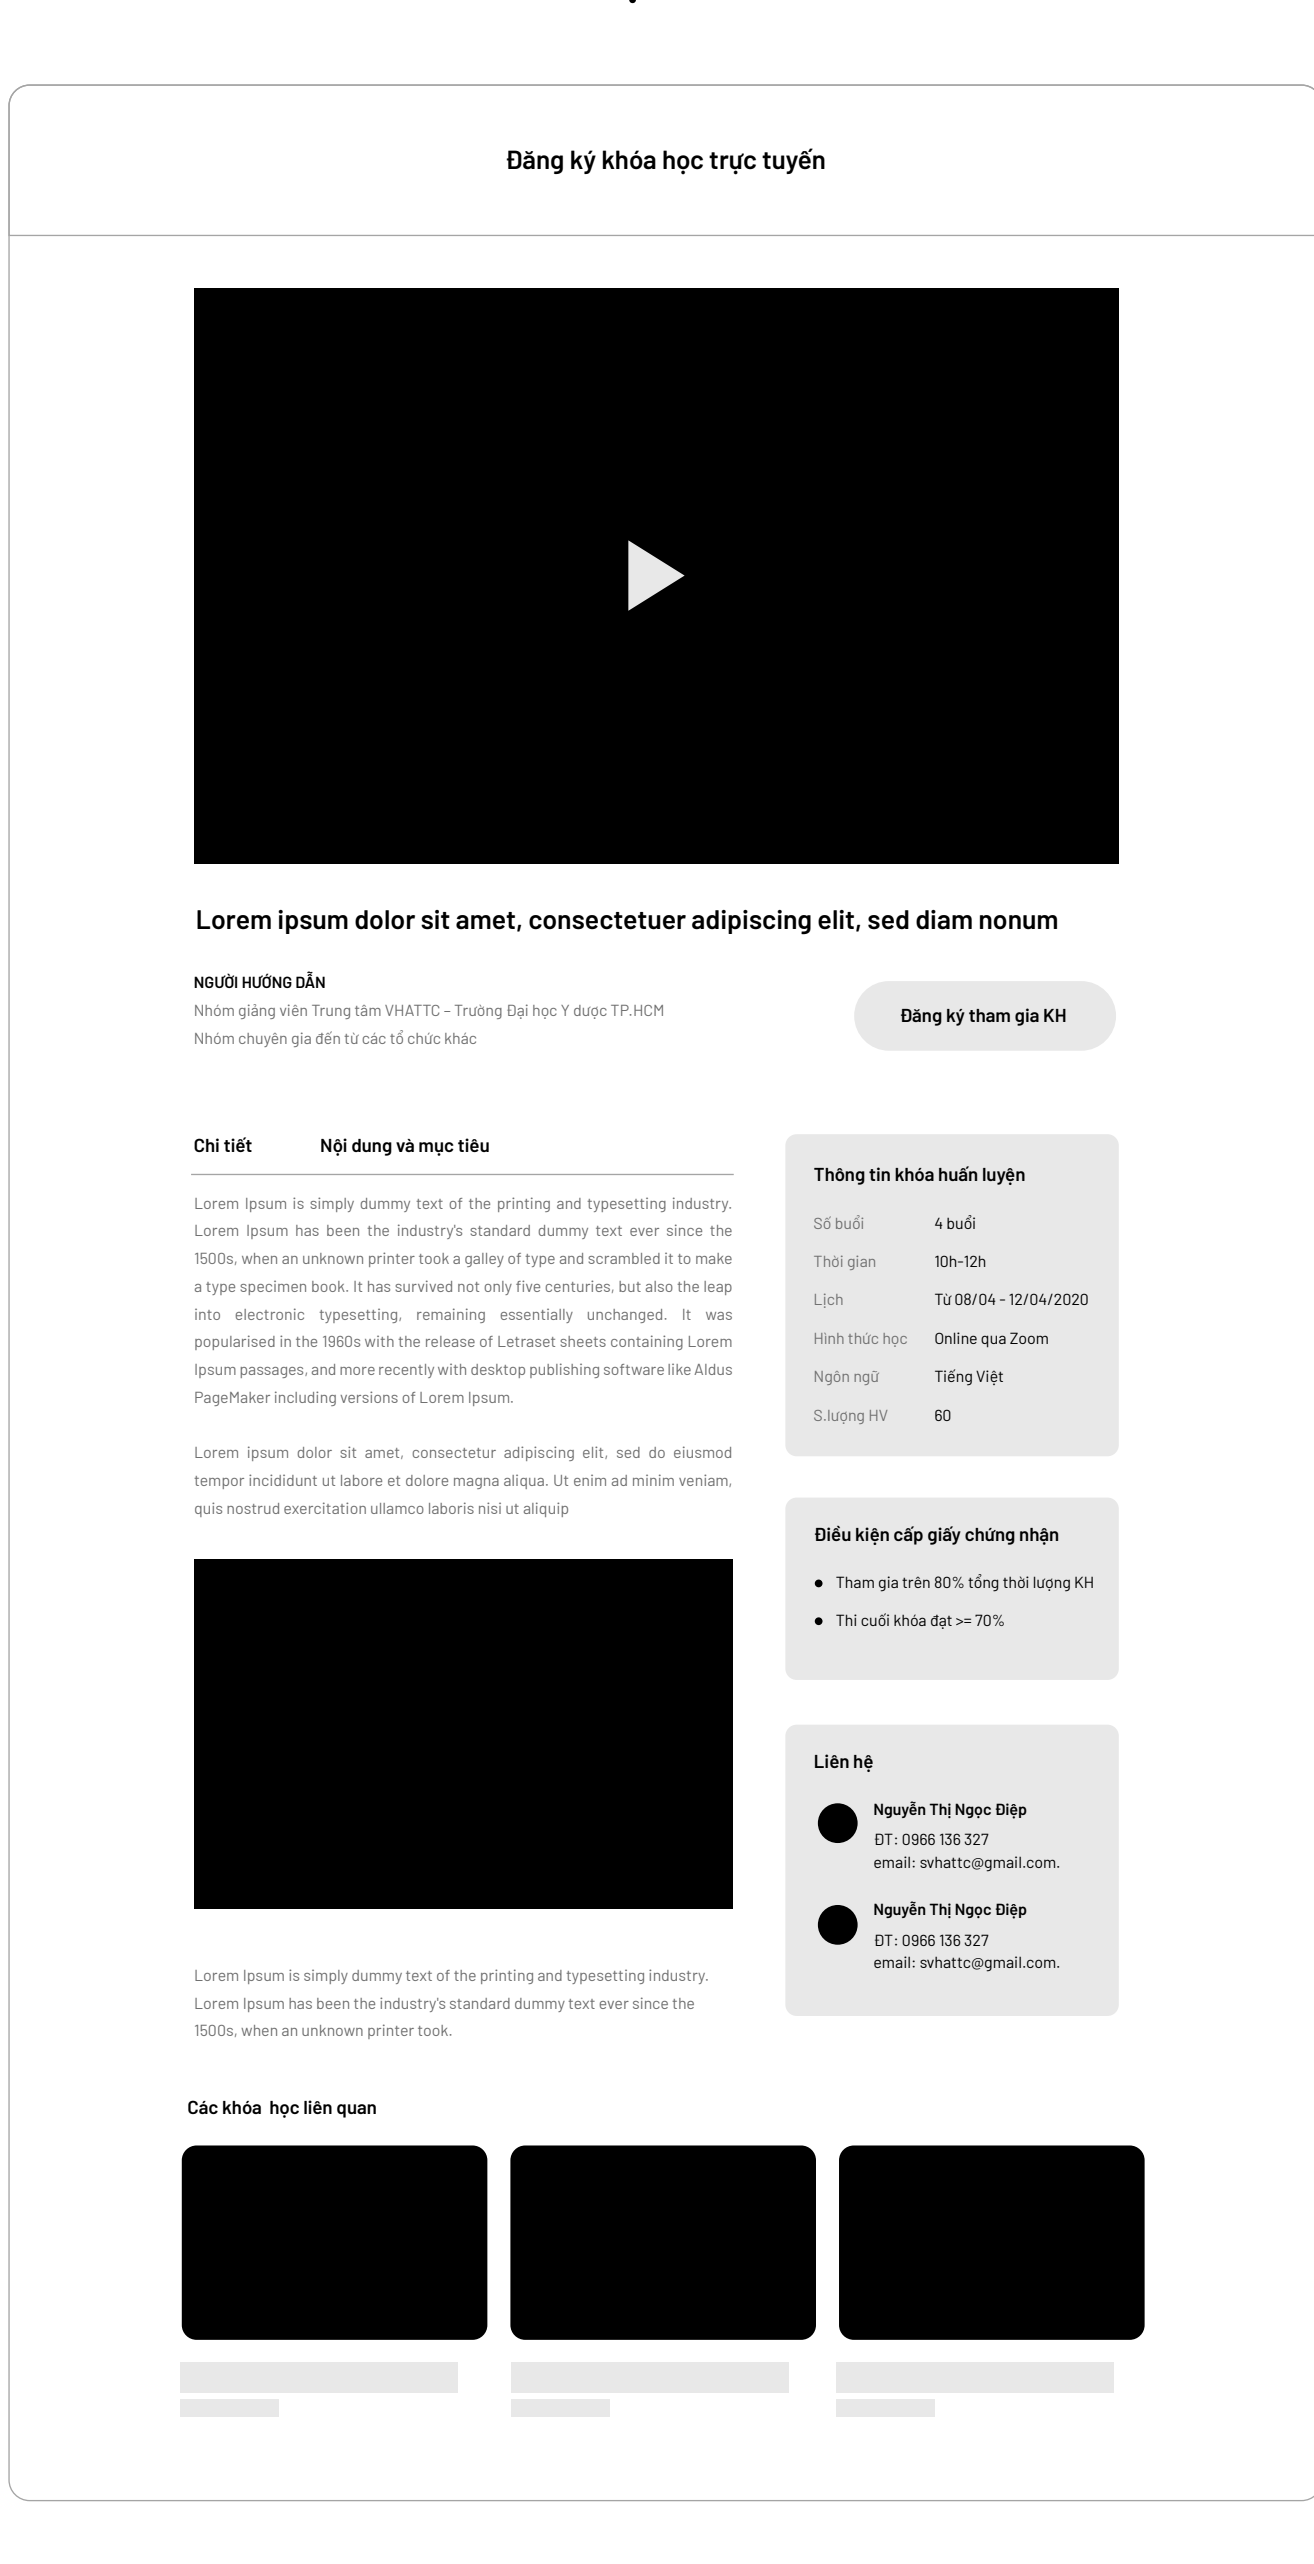 Đăng ký khóa học trực tuyến
Lorem ipsum dolor sit amet, consectetuer adipiscing elit, sed diam nonum
NGƯỜI HƯỚNG DẪN
Nhóm giảng viên Trung tâm VHATTC – Trường Đại học Y dược TP.HCM
Nhóm chuyên gia đến từ các tổ chức khác
Đăng ký tham gia KH
Chi tiết
Nội dung và mục tiêu
Lorem Ipsum is simply dummy text of the printing and typesetting industry.
Lorem Ipsum has been the industry's standard dummy text ever since the
1500s, when an unknown printer took a galley of type and scrambled it to make
a type specimen book. It has survived not only five centuries, but also the leap
into electronic typesetting, remaining essentially unchanged. It was
popularised in the 1960s with the release of Letraset sheets containing Lorem
Ipsum passages, and more recently with desktop publishing software like Aldus
PageMaker including versions of Lorem Ipsum.
Lorem ipsum dolor sit amet, consectetur adipiscing elit, sed do eiusmod
tempor incididunt ut labore et dolore magna aliqua. Ut enim ad minim veniam,
quis nostrud exercitation ullamco laboris nisi ut aliquip
Lorem Ipsum is simply dummy text of the printing and typesetting industry.
Lorem Ipsum has been the industry's standard dummy text ever since the
1500s, when an unknown printer took.
Thông tin khóa huấn luyện
Số buổi 4 buổi
Thời gian 10h-12h
Lịch Từ 08/04 - 12/04/2020
Hình thức học Online qua Zoom
Ngôn ngữ Tiếng Việt
S.lượng HV 60
Điều kiện cấp giấy chứng nhận
● Tham gia trên 80% tổng thời lượng KH
● Thi cuối khóa đạt >= 70%
Liên hệ
Nguyễn Thị Ngọc Điệp
ĐT: 0966 136 327
email: svhattc@gmail.com.
Nguyễn Thị Ngọc Điệp
ĐT: 0966 136 327
email: svhattc@gmail.com.
Các khóa  học liên quan